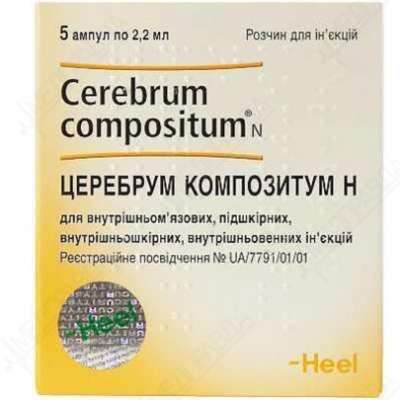 5 ампул по 2,2 мл
Розчин для ін'єкцій
Cerebrum
compositum® N
ЦЕРЕБРУМ КОМПОЗИТУМ Н
для внутрішньом'язових, підшкірних,
внутрішньошкірних, внутрішньовенних ін'єкцій
Реєстраційне посвідчення № UA/7791/01/01
-Heel
-Heel